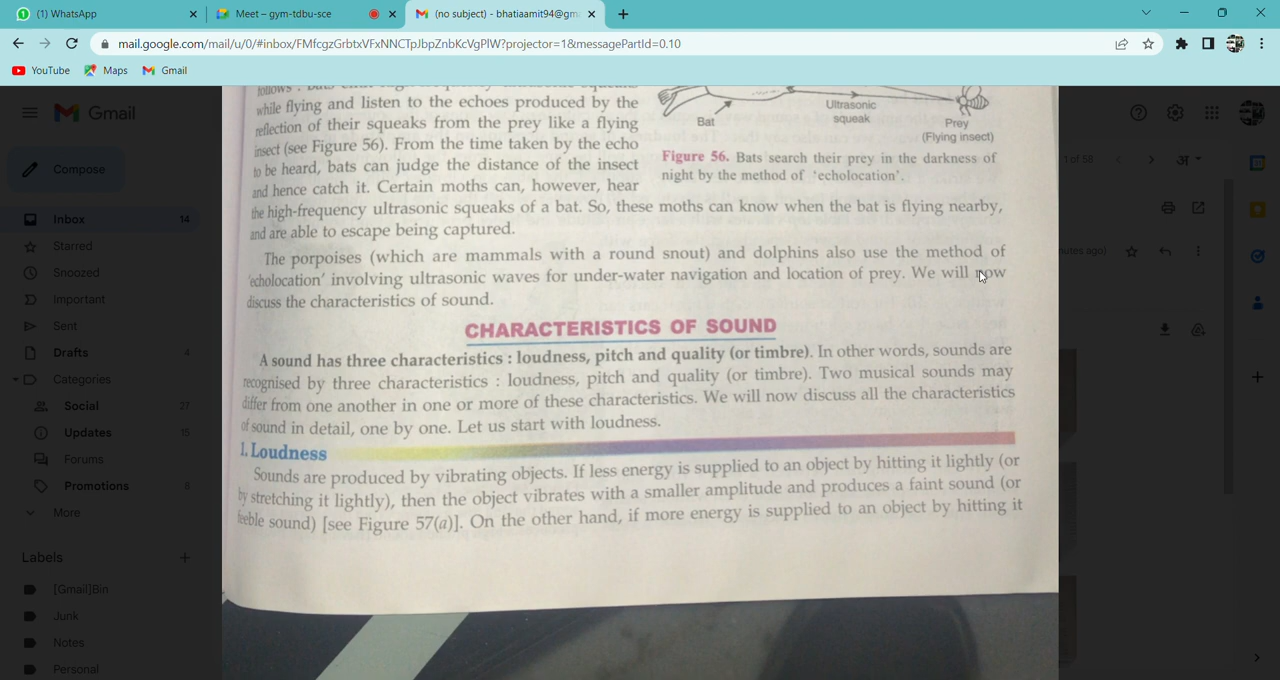 (1) WhatsApp
Meet – gym-tdbu-sce
(no subject) - bhatiaamit94@gm
mail.google.com/mail/u/0/#inbox/FMfcgzGrbtxVFxNNCTpJbpZnbKcVgPlW?projector=1&messagePartId=0.10
YouTube
Maps
Gmail
Gmail
Compose
Inbox 14
Starred
Snoozed
Important
Sent
Drafts 4
Categories
Social 27
Updates 15
Forums
Promotions 8
More
Labels
[Gmail]Bin
Junk
Notes
Personal
1 of 58
अ
nutes ago)
while flying and listen to the echoes produced by the
reflection of their squeaks from the prey like a flying
insect (see Figure 56). From the time taken by the echo
to be heard, bats can judge the distance of the insect
and hence catch it. Certain moths can, however, hear
the high-frequency ultrasonic squeaks of a bat. So, these moths can know when the bat is flying nearby,
and are able to escape being captured.
Bat
Ultrasonic
squeak
Prey
(Flying insect)
Figure 56. Bats search their prey in the darkness of
night by the method of ‘echolocation’.
The porpoises (which are mammals with a round snout) and dolphins also use the method of
‘echolocation’ involving ultrasonic waves for under-water navigation and location of prey. We will now
discuss the characteristics of sound.
CHARACTERISTICS OF SOUND
A sound has three characteristics : loudness, pitch and quality (or timbre). In other words, sounds are
recognised by three characteristics : loudness, pitch and quality (or timbre). Two musical sounds may
differ from one another in one or more of these characteristics. We will now discuss all the characteristics
of sound in detail, one by one. Let us start with loudness.
1. Loudness
Sounds are produced by vibrating objects. If less energy is supplied to an object by hitting it lightly (or
by stretching it lightly), then the object vibrates with a smaller amplitude and produces a faint sound (or
feeble sound) [see Figure 57(a)]. On the other hand, if more energy is supplied to an object by hitting it